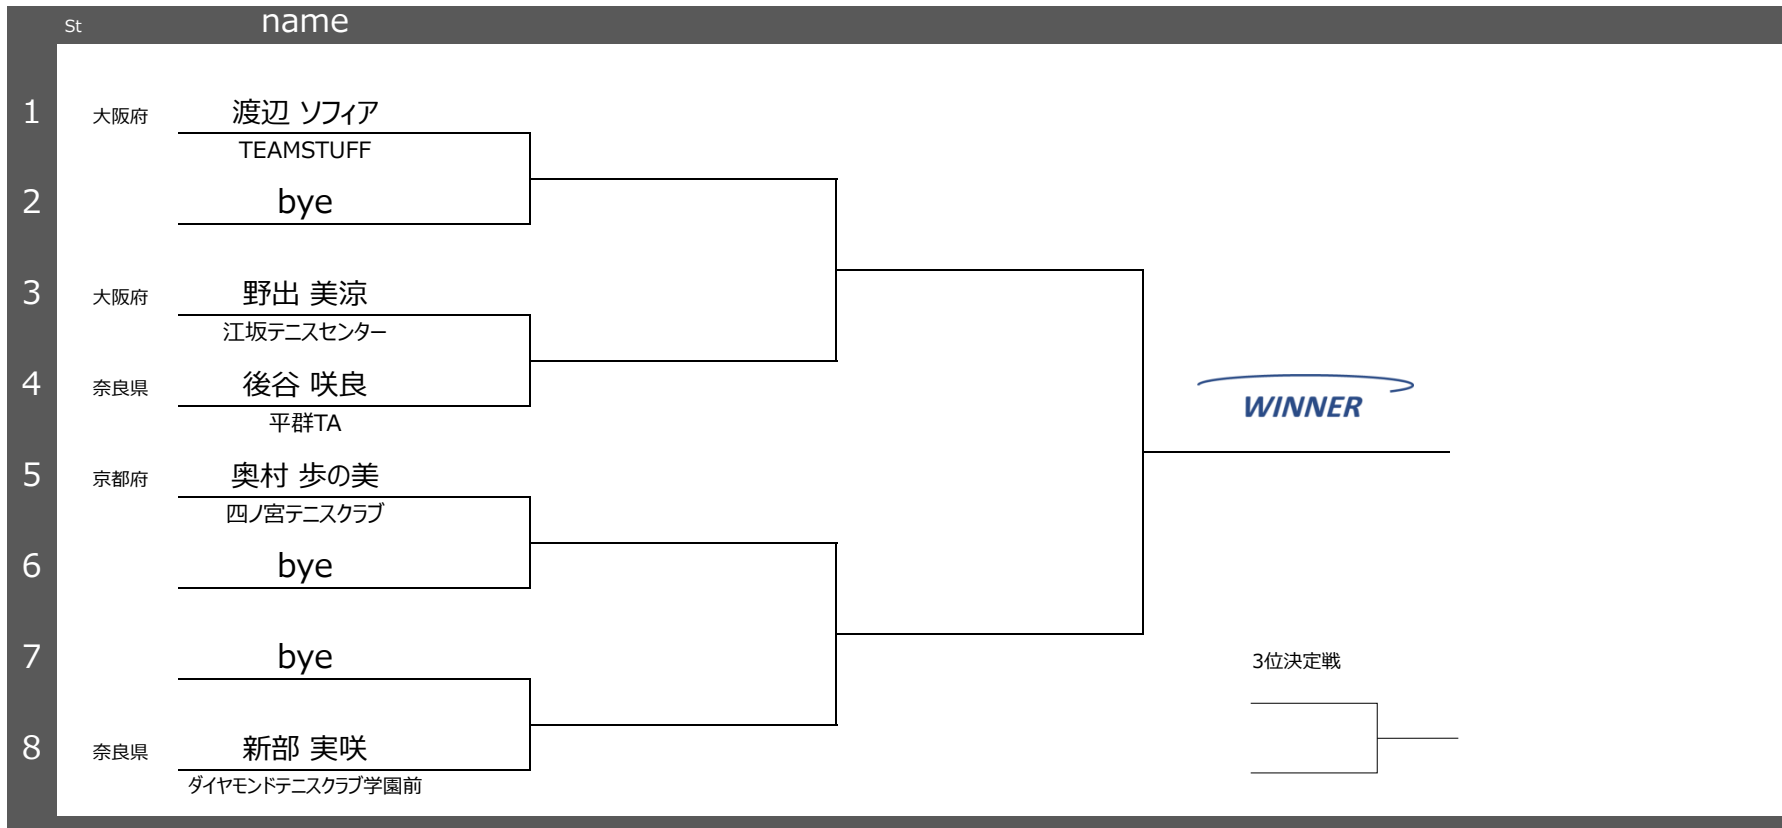 St name
1 大阪府 渡辺 ソフィア
TEAMSTUFF
2 bye
3 大阪府 野出 美涼
江坂テニスセンター
4 奈良県 後谷 咲良
平群TA
WINNER
5 京都府 奥村 歩の美
四ノ宮テニスクラブ
6 bye
7 bye
3位決定戦
8 奈良県 新部 実咲
ダイヤモンドテニスクラブ学園前